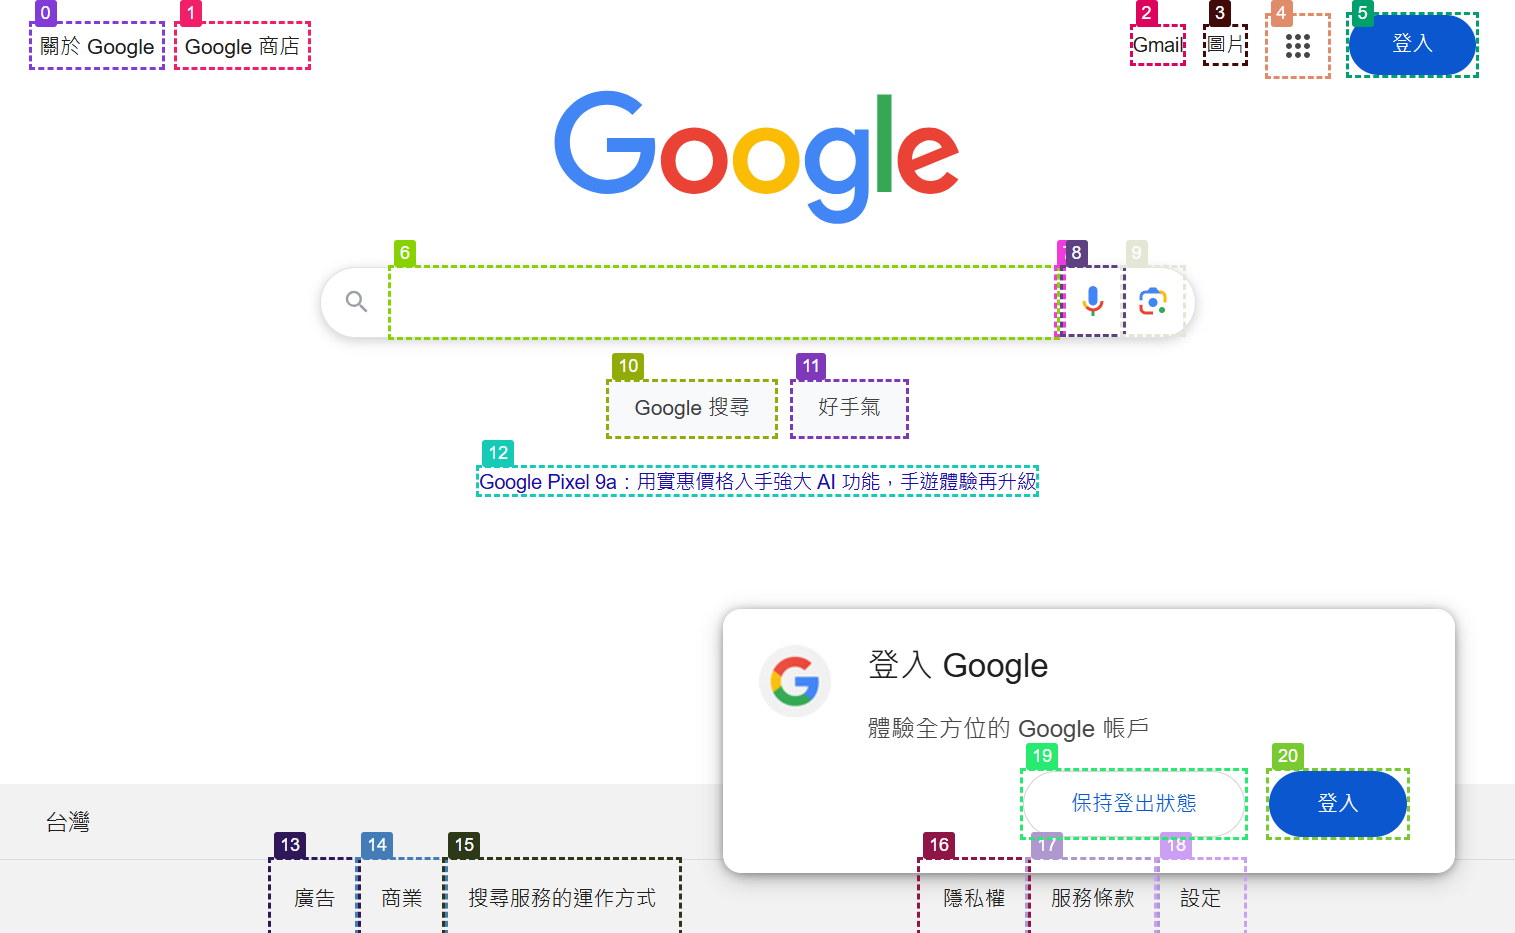 0
1
2
3
4
5
關於 Google
Google 商店
Gmail
圖片
登入
Google
6
8
9
10
11
Google 搜尋
好手氣
12
Google Pixel 9a：用實惠價格入手強大 AI 功能，手遊體驗再升級
登入 Google
體驗全方位的 Google 帳戶
19
20
保持登出狀態
登入
台灣
13
14
15
16
17
18
廣告
商業
搜尋服務的運作方式
隱私權
服務條款
設定